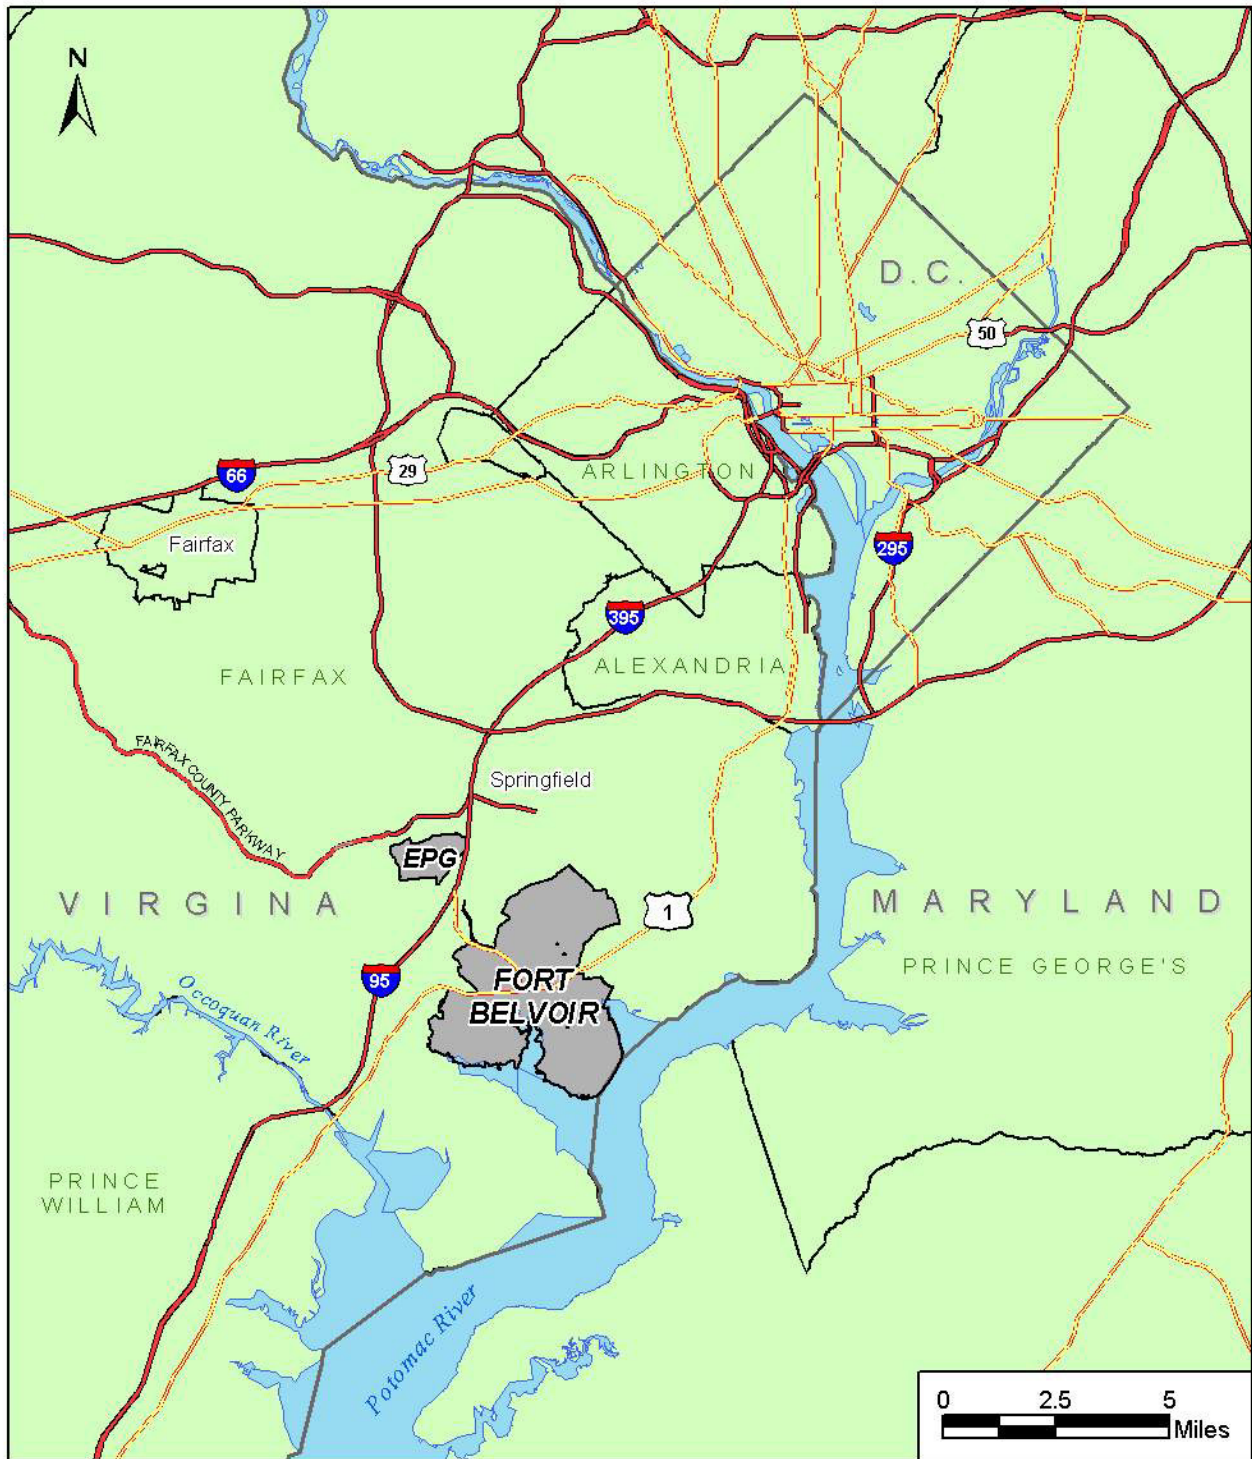 N
D.C.
50
ARLINGTON
29
66
Fairfax
295
395
ALEXANDRIA
FAIRFAX
FAIRFAX COUNTY PARKWAY
Springfield
EPG
VIRGINA
1
MARYLAND
PRINCE GEORGE'S
95
FORT
BELVOIR
Occoquan River
PRINCE
WILLIAM
Potomac River
0 2.5 5
Miles